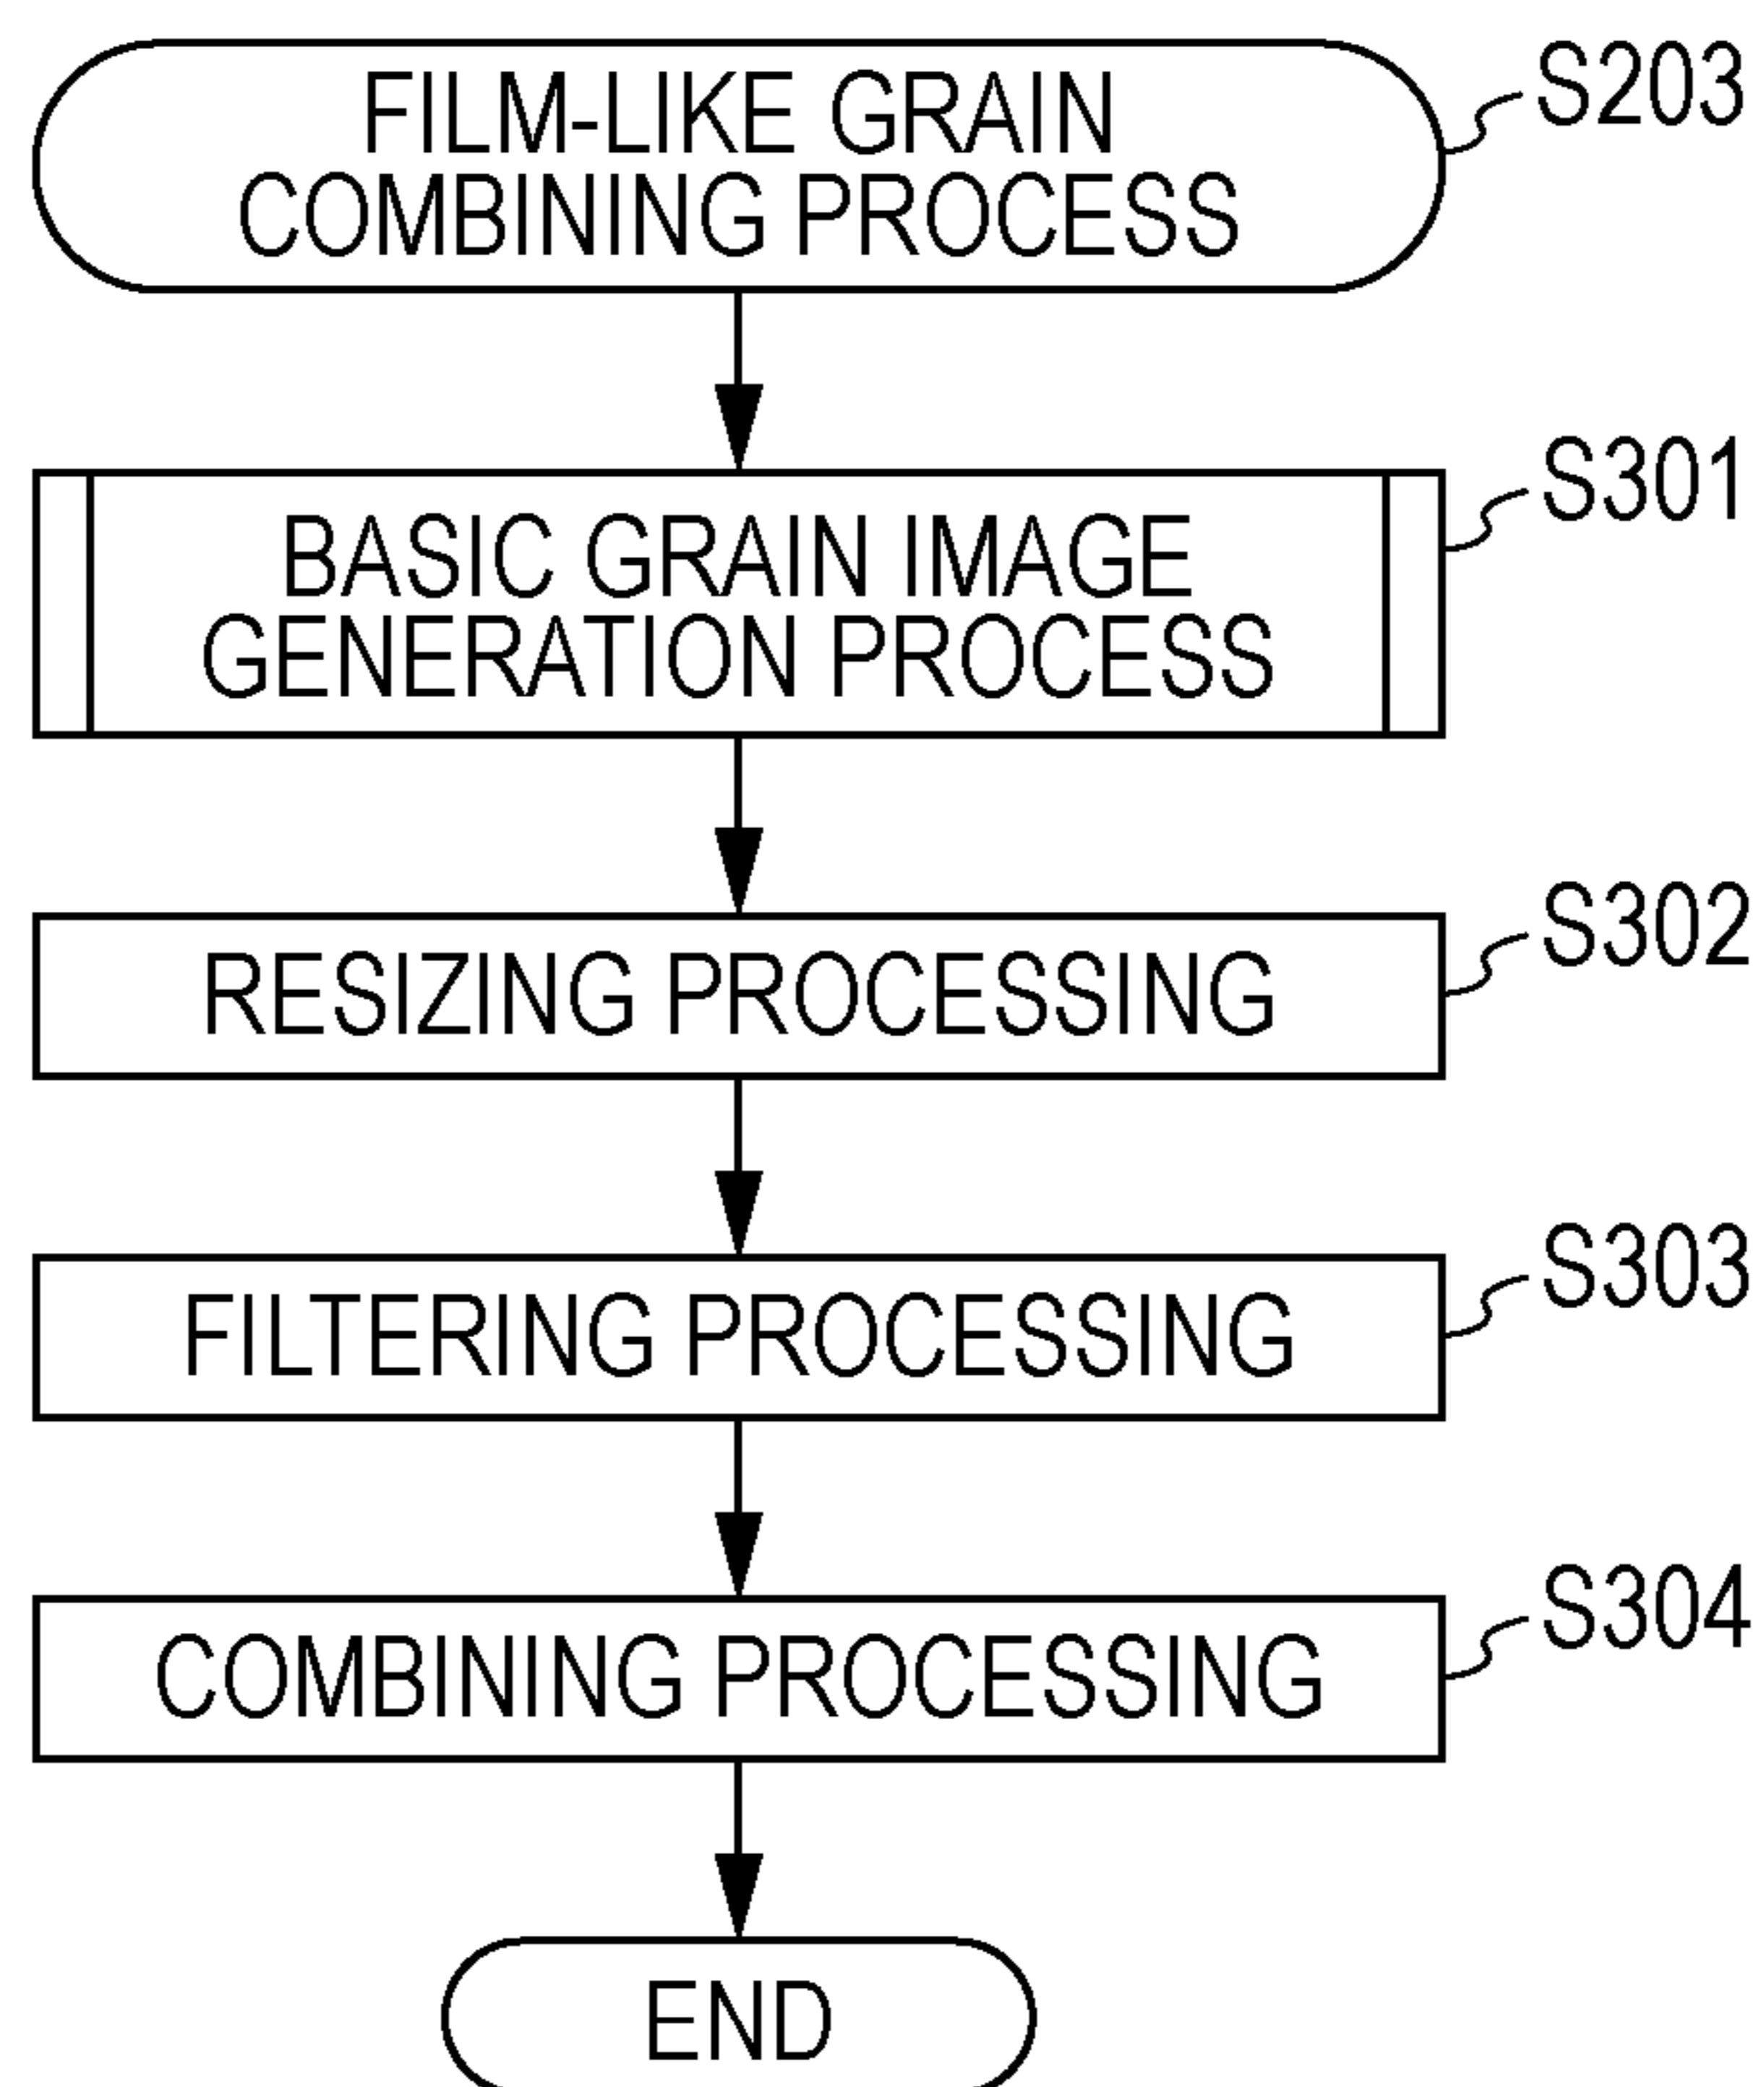 FILM-LIKE GRAIN
COMBINING PROCESS
S203
BASIC GRAIN IMAGE
GENERATION PROCESS
S301
RESIZING PROCESSING
S302
FILTERING PROCESSING
S303
COMBINING PROCESSING
S304
END